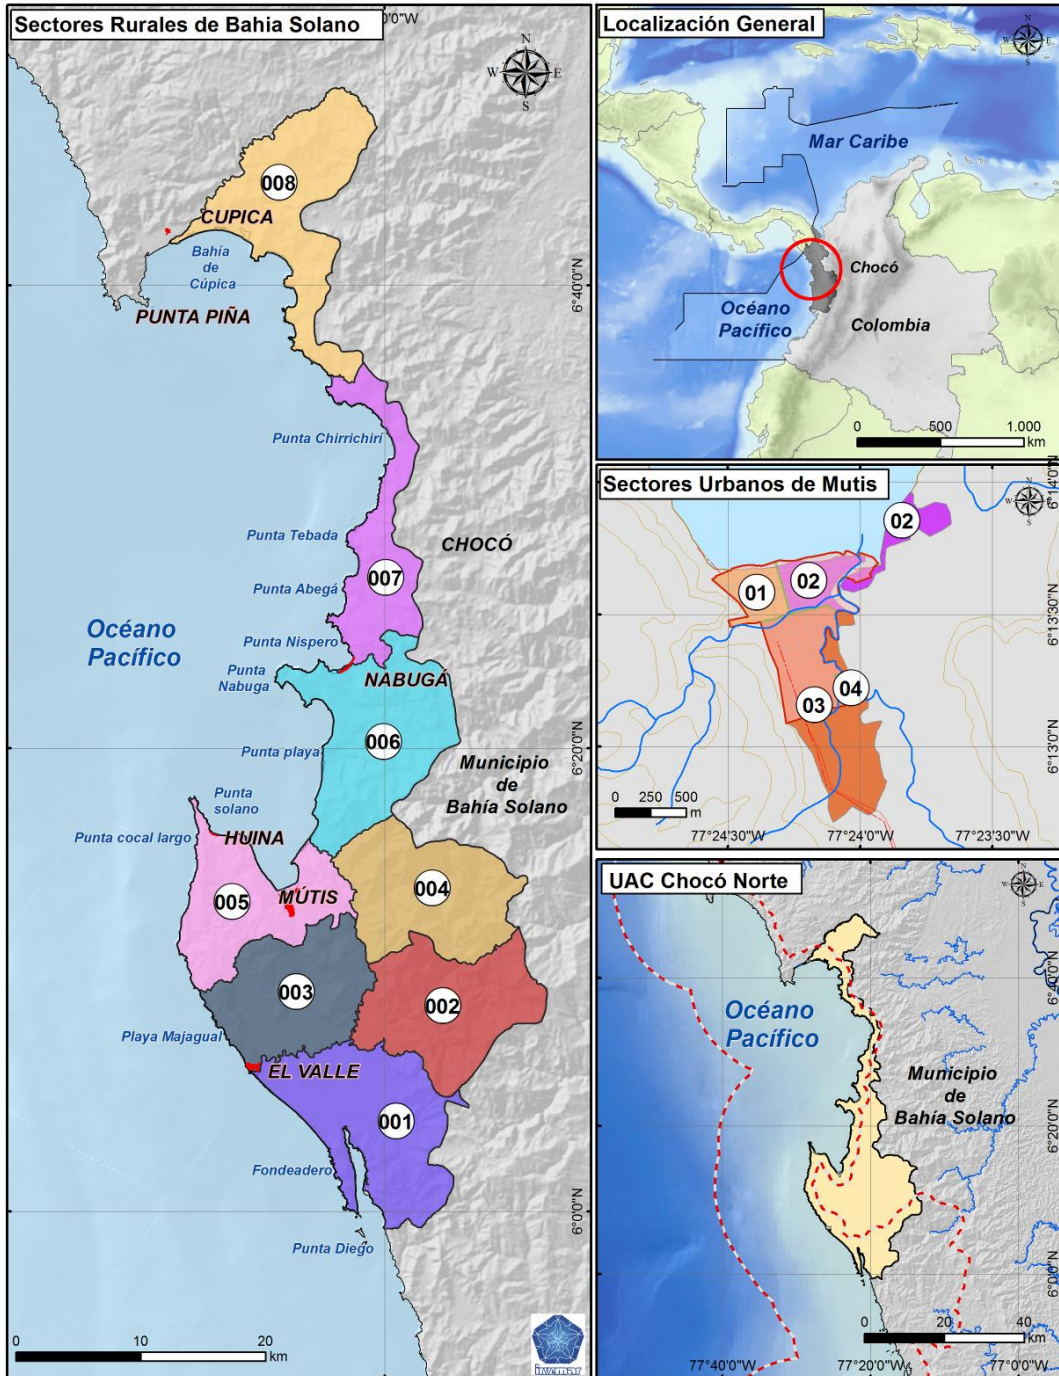 Sectores Rurales de Bahia Solano
0'0"W
N
W
E
S
008
CUPICA
Bahía
de
Cúpica
PUNTA PIÑA
6°40'0"N
Punta Chirrichirí
Punta Tebada
CHOCÓ
007
Punta Abegá
Océano
Pacífico
Punta Nispero
Punta
Nabuga
NABUGÁ
006
Punta playa
6°20'0"N
Municipio
de
Bahía Solano
Punta
solano
Punta cocal largo
HUINA
004
005
MÚTIS
003
002
Playa Majagual
EL VALLE
001
Fondeadero
6°0'0"N
Punta Diego
0
10
20
km
invemar
Localización General
N
W
E
S
Mar Caribe
Chocó
Océano
Pacífico
Colombia
0
500
1.000
km
Sectores Urbanos de Mutis
N
W
E
S
6°14'0"N
02
01
02
6°13'30"N
04
03
6°13'0"N
0
250
500
m
77°24'30"W
77°24'0"W
77°23'30"W
UAC Chocó Norte
N
W
E
S
6°40'0"N
Océano
Pacífico
Municipio
de
Bahía Solano
6°20'0"N
6°0'0"N
0
20
40
km
77°40'0"W
77°20'0"W
77°0'0"W